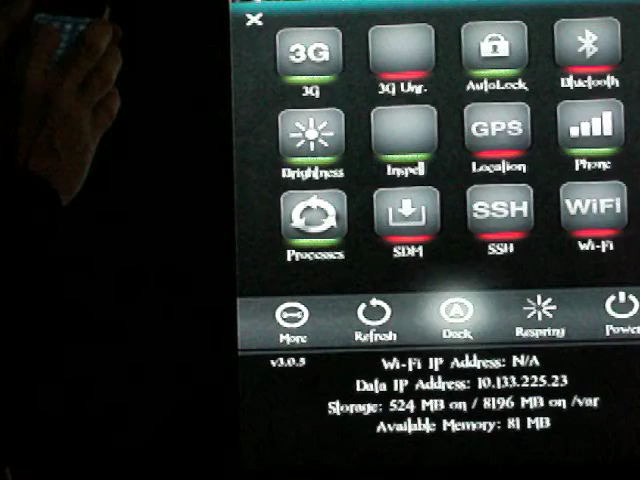 3G
3G 3G Unr. AutoLock Bluetooth
GPS
Brightness Inspell Location Phone
SSH WiFi
Processes SDM SSH Wi-Fi
A
More Refresh Dock Respring Power
v3.0.5 Wi-Fi IP Address: N/A
Data IP Address: 10.133.225.23
Storage: 524 MB on / 8196 MB on /var
Available Memory: 81 MB